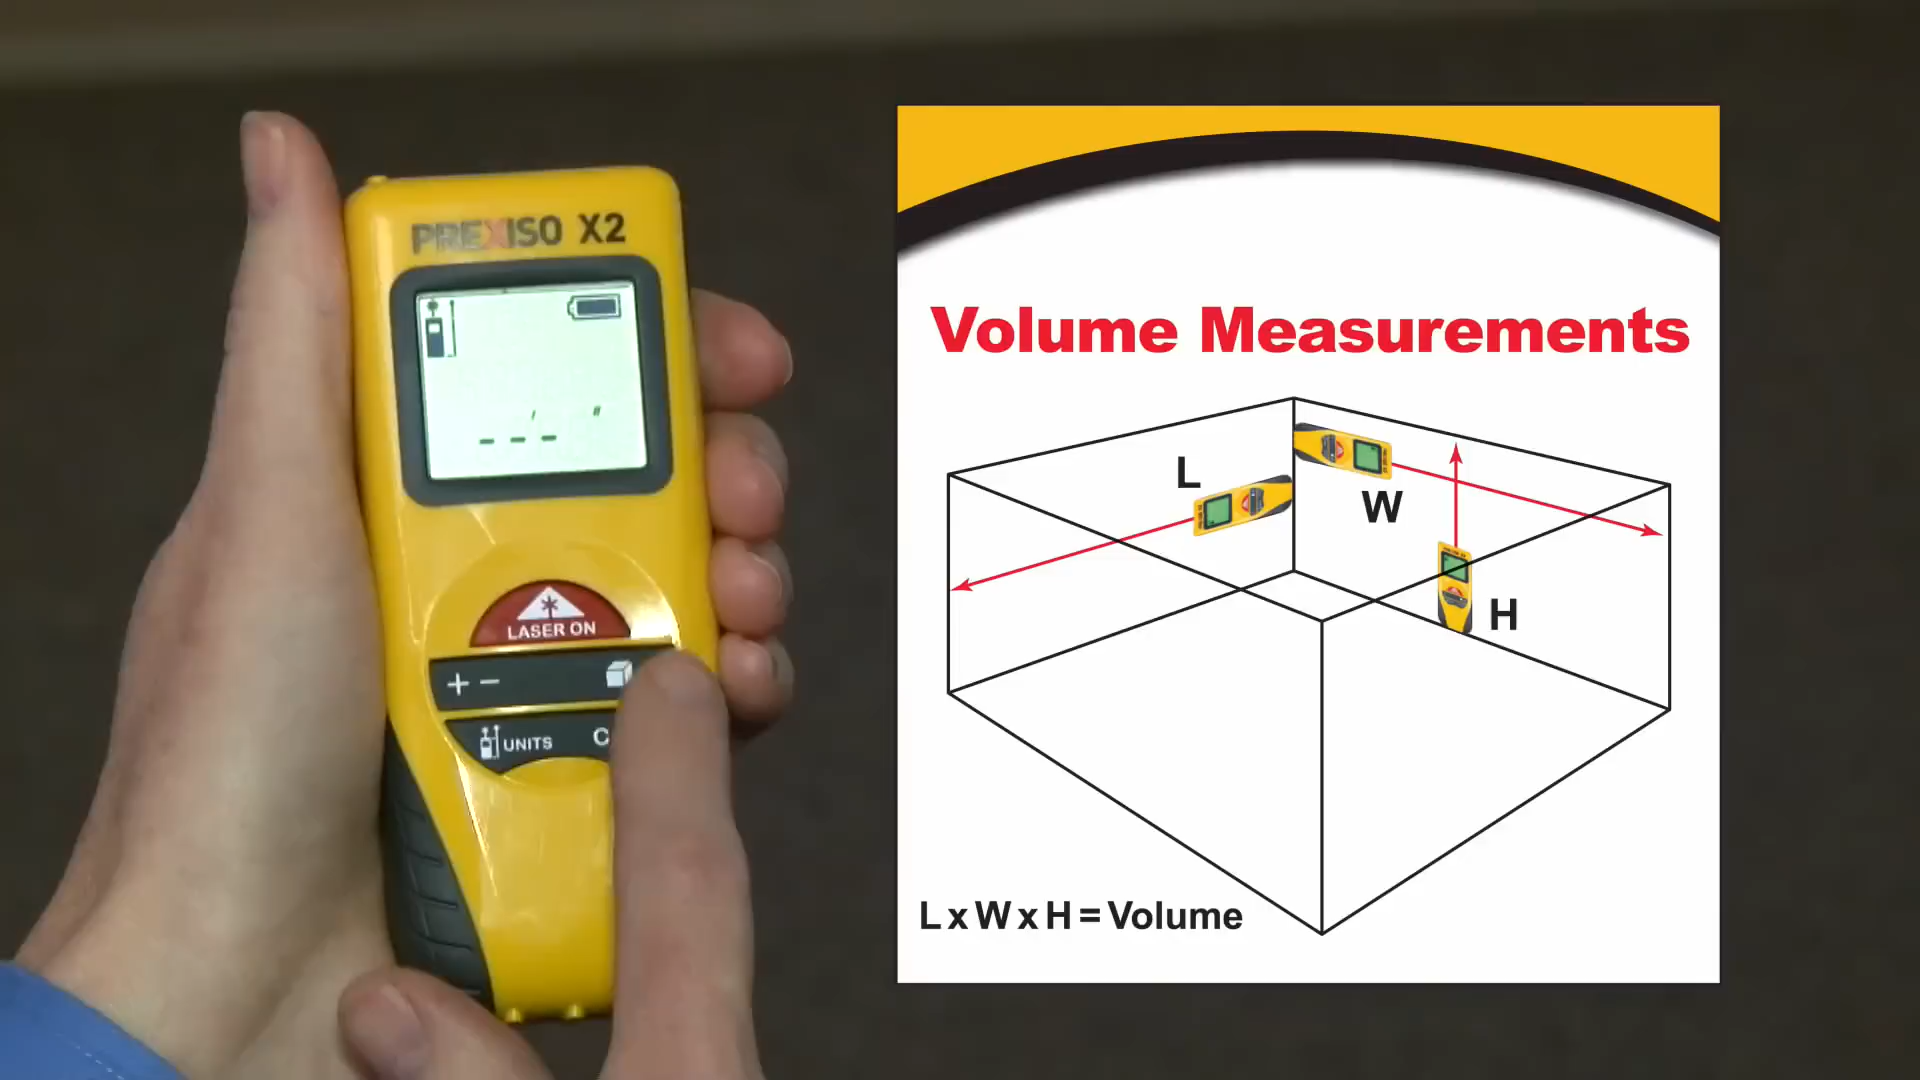 PREXISO X2
LASER ON
+ −
UNITS
C
Volume Measurements
L
W
H
L x W x H = Volume